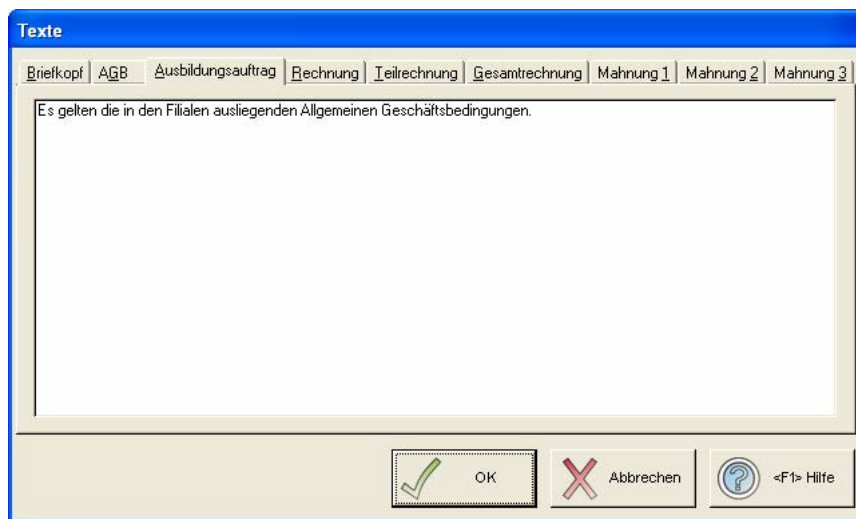 Texte
Briefkopf AGB Ausbildungsauftrag Rechnung Teilrechnung Gesamtrechnung Mahnung 1 Mahnung 2 Mahnung 3
Es gelten die in den Filialen ausliegenden Allgemeinen Geschäftsbedingungen.
OK Abbrechen <F1> Hilfe